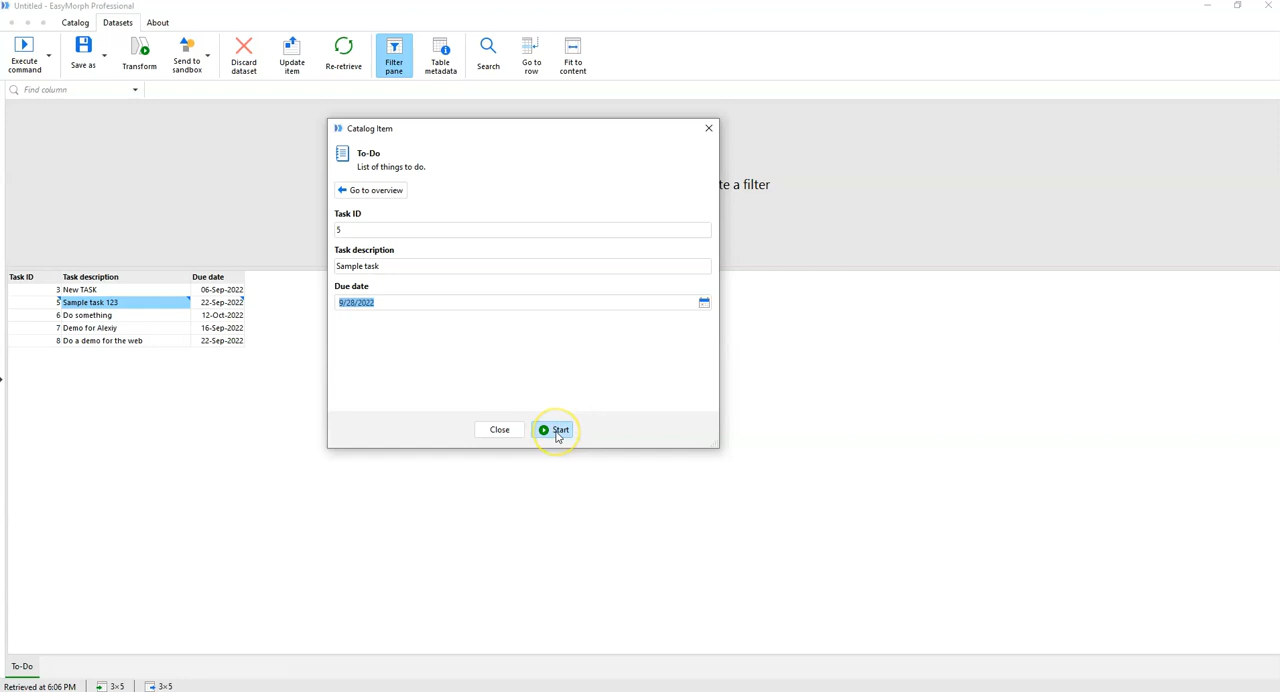 Untitled - EasyMorph Professional
Catalog Datasets About
Execute command
Save as
Transform
Send to sandbox
Discard dataset
Update item
Re-retrieve
Filter pane
Table metadata
Search
Go to row
Fit to content
Find column
te a filter
Catalog Item
To-Do
List of things to do.
Go to overview
Task ID
5
Task description
Sample task
Due date
9/28/2022
Close Start
Task ID Task description Due date
3 New TASK 06-Sep-2022
5 Sample task 123 22-Sep-2022
6 Do something 12-Oct-2022
7 Demo for Alexiy 16-Sep-2022
8 Do a demo for the web 22-Sep-2022
To-Do
Retrieved at 6:06 PM 3×5 3×5